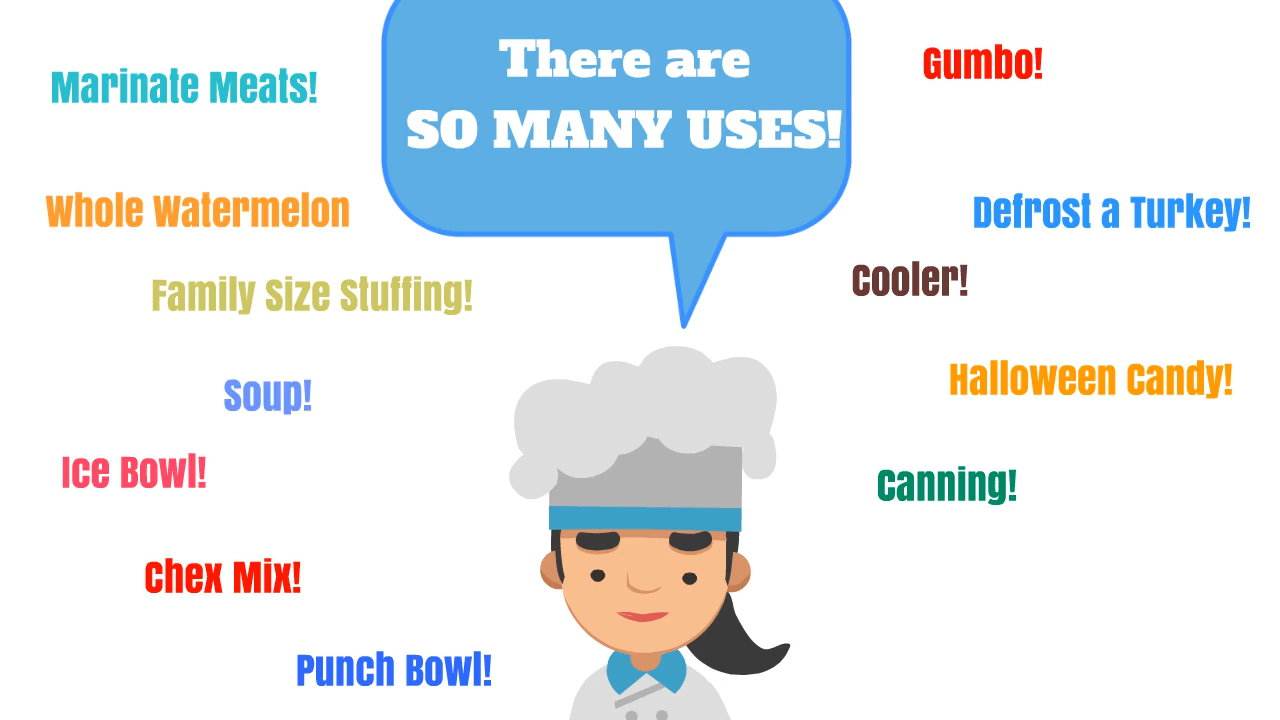 There are
SO MANY USES!
Marinate Meats!
Whole Watermelon
Family Size Stuffing!
Soup!
Ice Bowl!
Chex Mix!
Punch Bowl!
Gumbo!
Defrost a Turkey!
Cooler!
Halloween Candy!
Canning!